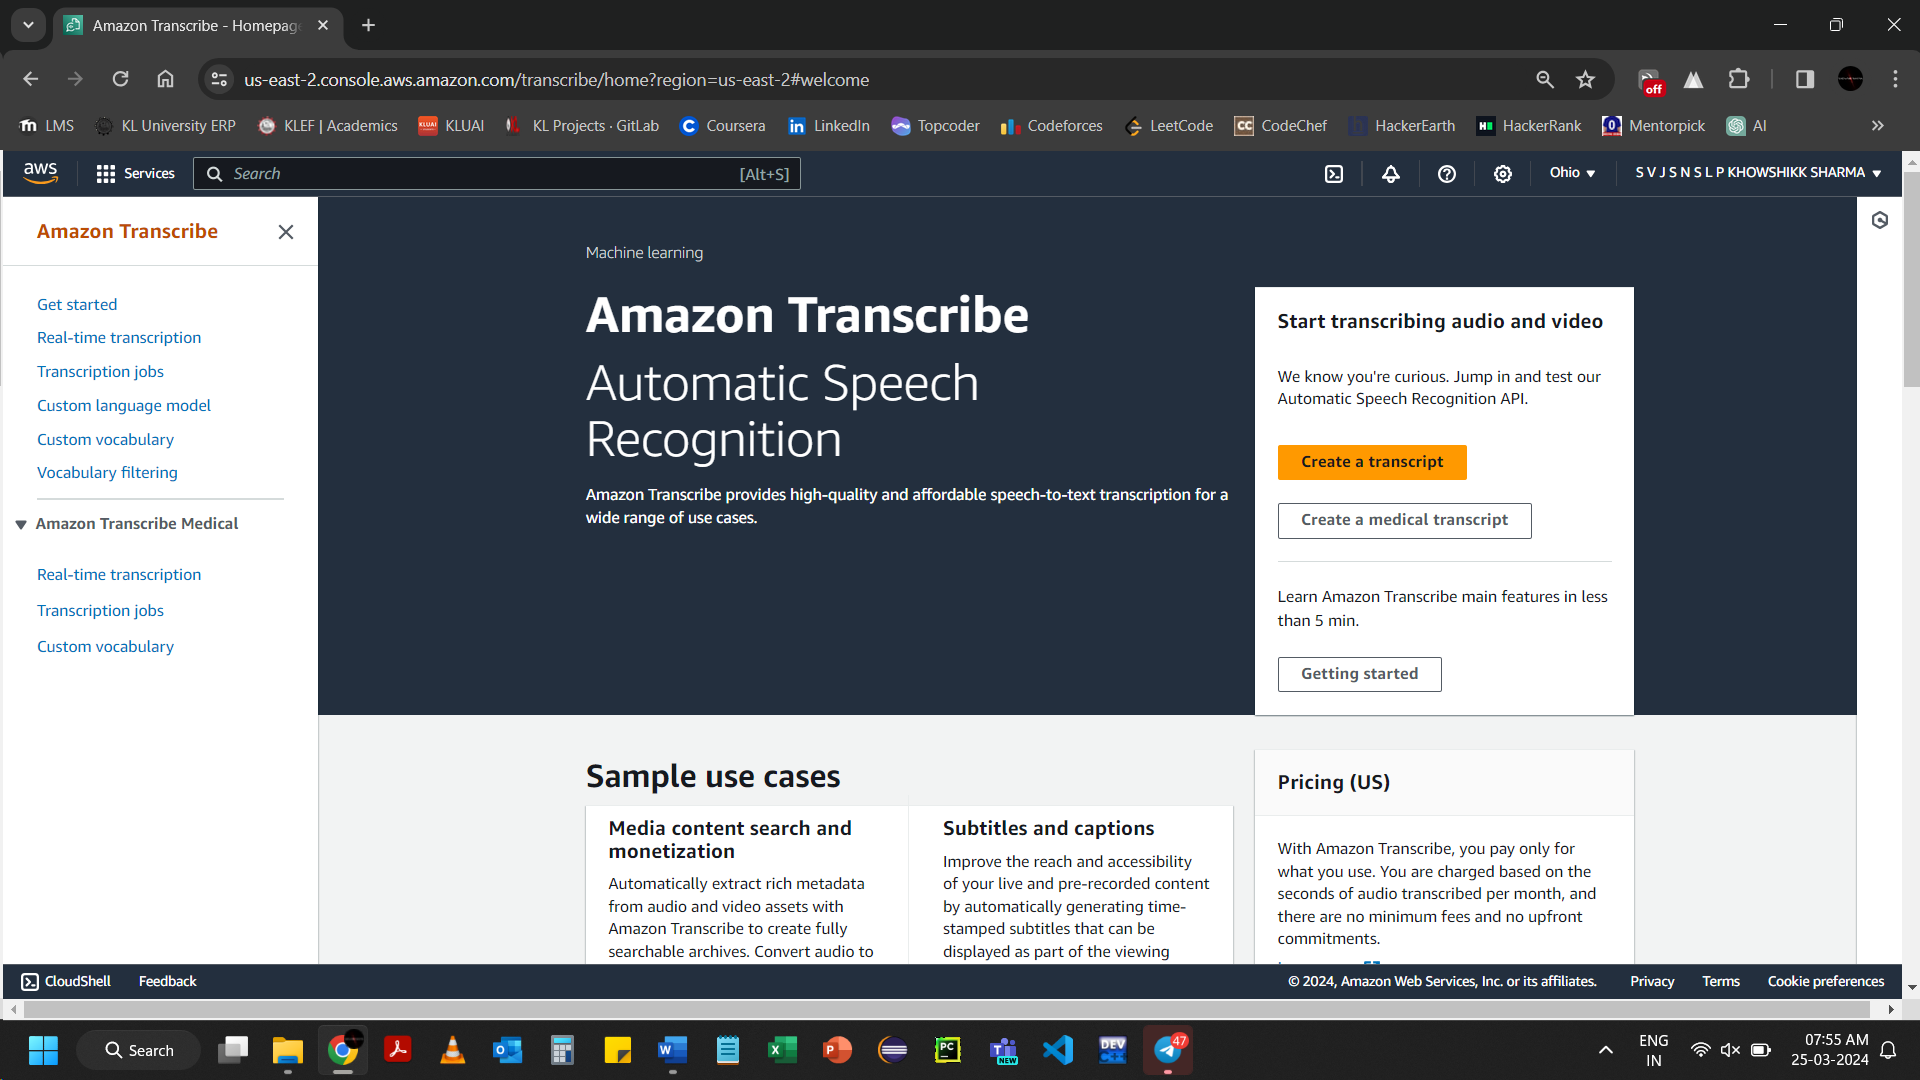 Amazon Transcribe - Homepag
us-east-2.console.aws.amazon.com/transcribe/home?region=us-east-2#welcome
off
LMS
KL University ERP
KLEF | Academics
KLUAI
KL Projects · GitLab
Coursera
LinkedIn
Topcoder
Codeforces
LeetCode
CodeChef
HackerEarth
HackerRank
Mentorpick
AI
aws
Services
Search
[Alt+S]
Ohio
S V J S N S L P KHOWSHIKK SHARMA
Amazon Transcribe
Get started
Real-time transcription
Transcription jobs
Custom language model
Custom vocabulary
Vocabulary filtering
Amazon Transcribe Medical
Real-time transcription
Transcription jobs
Custom vocabulary
Machine learning
Amazon Transcribe
Automatic Speech
Recognition
Amazon Transcribe provides high-quality and affordable speech-to-text transcription for a
wide range of use cases.
Start transcribing audio and video
We know you're curious. Jump in and test our
Automatic Speech Recognition API.
Create a transcript
Create a medical transcript
Learn Amazon Transcribe main features in less
than 5 min.
Getting started
Sample use cases
Media content search and
monetization
Automatically extract rich metadata
from audio and video assets with
Amazon Transcribe to create fully
searchable archives. Convert audio to
Subtitles and captions
Improve the reach and accessibility
of your live and pre-recorded content
by automatically generating time-
stamped subtitles that can be
displayed as part of the viewing
Pricing (US)
With Amazon Transcribe, you pay only for
what you use. You are charged based on the
seconds of audio transcribed per month, and
there are no minimum fees and no upfront
commitments.
CloudShell
Feedback
© 2024, Amazon Web Services, Inc. or its affiliates.
Privacy
Terms
Cookie preferences
Search
47
ENG
IN
07:55 AM
25-03-2024